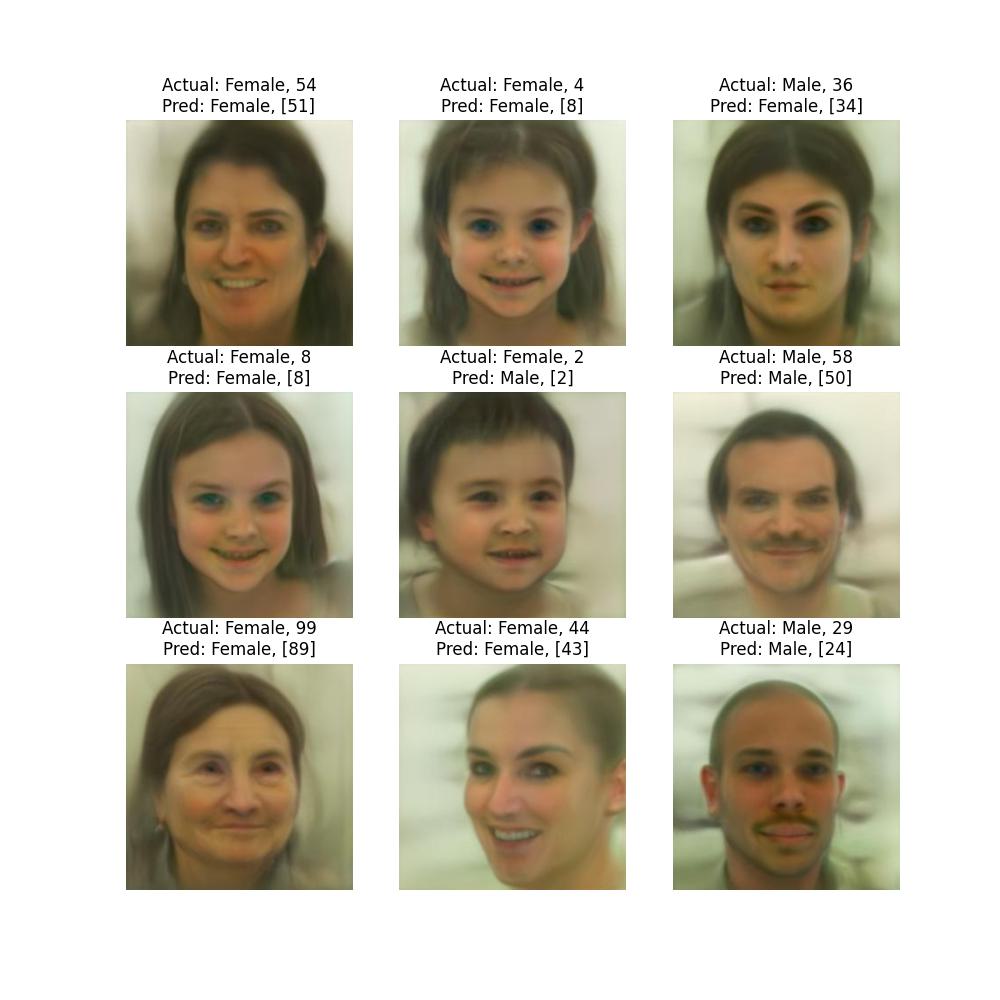 Actual: Female, 54
Pred: Female, [51]
Actual: Female, 4
Pred: Female, [8]
Actual: Male, 36
Pred: Female, [34]
Actual: Female, 8
Pred: Female, [8]
Actual: Female, 2
Pred: Male, [2]
Actual: Male, 58
Pred: Male, [50]
Actual: Female, 99
Pred: Female, [89]
Actual: Female, 44
Pred: Female, [43]
Actual: Male, 29
Pred: Male, [24]